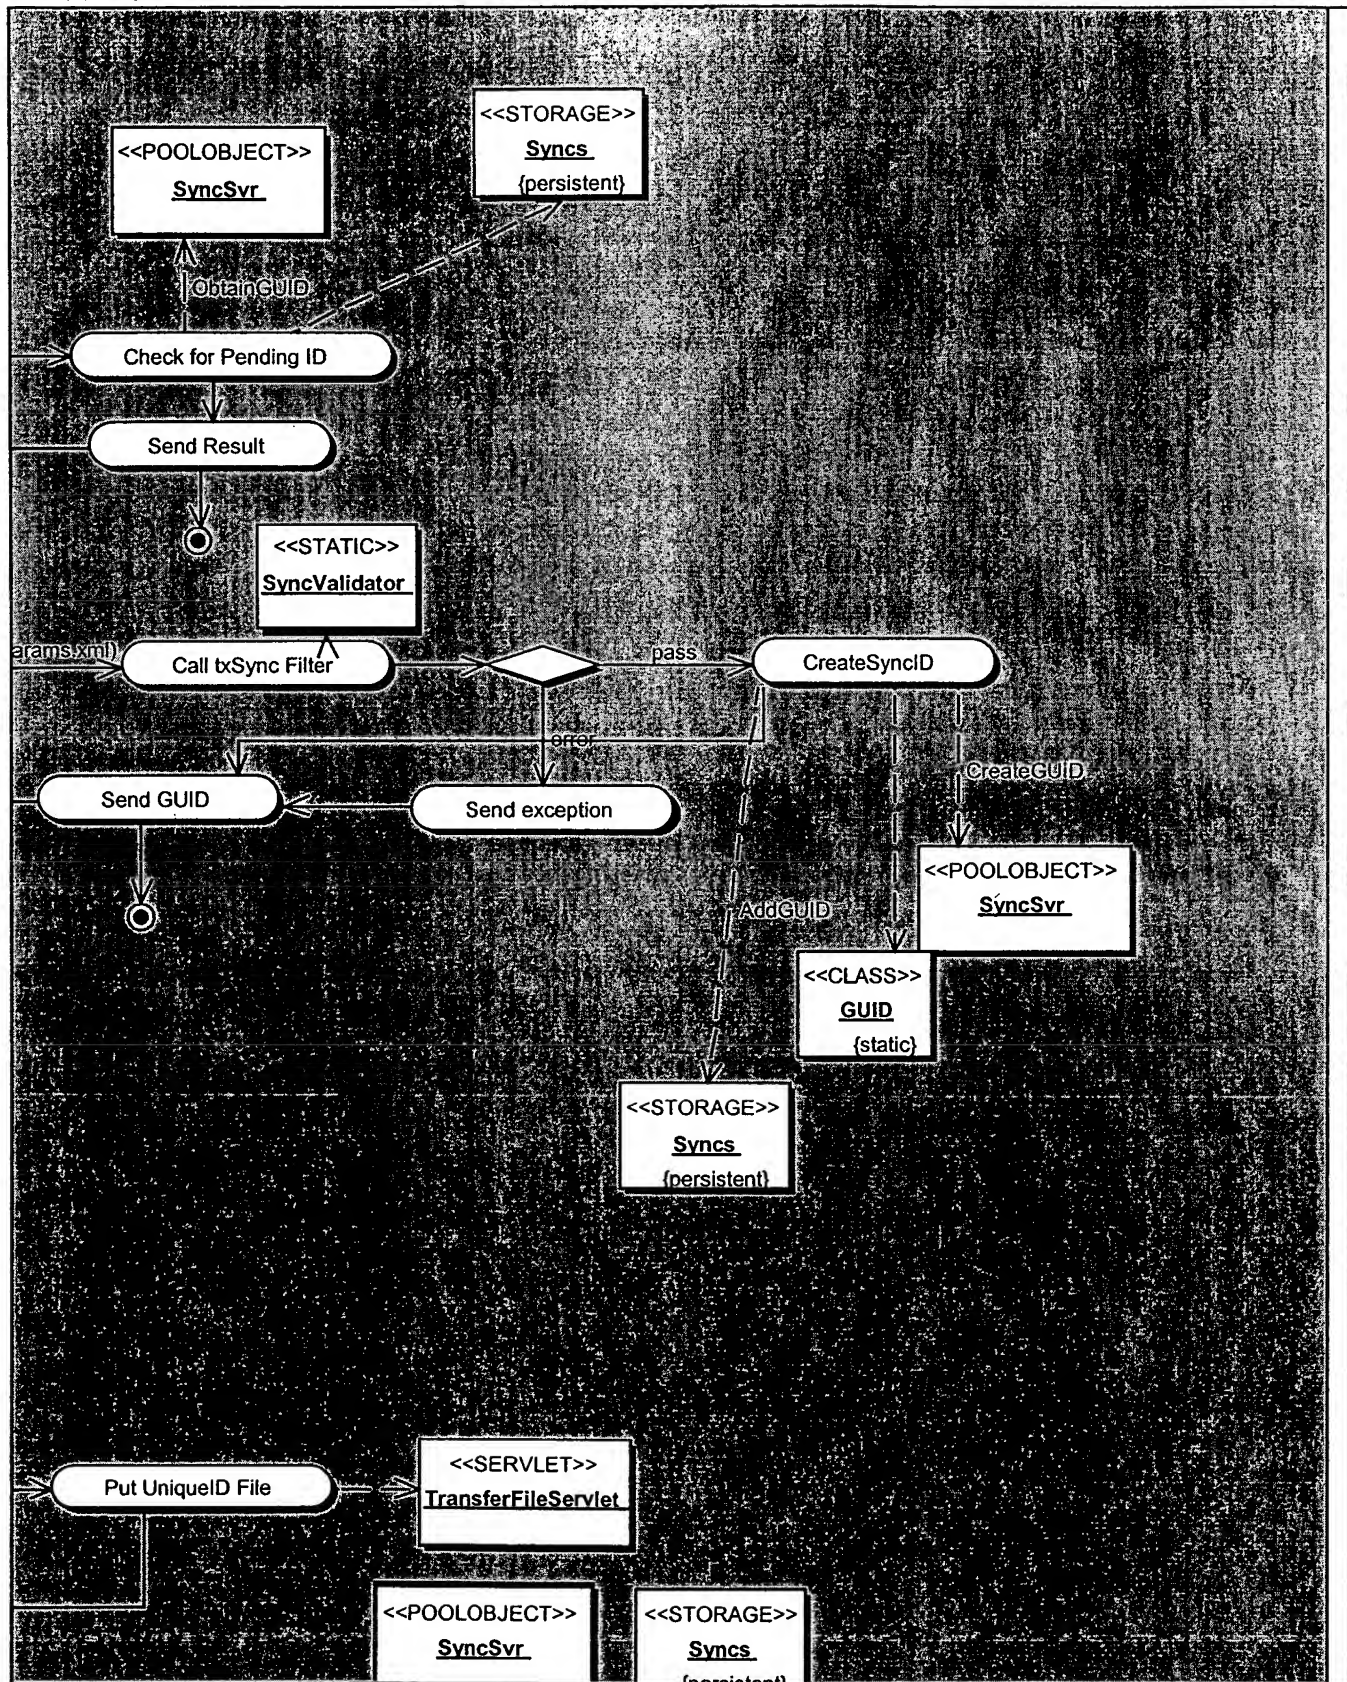 <<STORAGE>>
Syncs
{persistent}
<<POOLOBJECT>>
SyncSvr
ObtainGUID
Check for Pending ID
Send Result
<<STATIC>>
SyncValidator
arams.xml)
Call txSync Filter
pass
CreateSyncID
error
CreateGUID
Send GUID
Send exception
<<POOLOBJECT>>
SyncSvr
AddGUID
<<CLASS>>
GUID
{static}
<<STORAGE>>
Syncs
{persistent}
Put UniqueID File
<<SERVLET>>
TransferFileServlet
<<POOLOBJECT>>
SyncSvr
<<STORAGE>>
Syncs
{persistent}